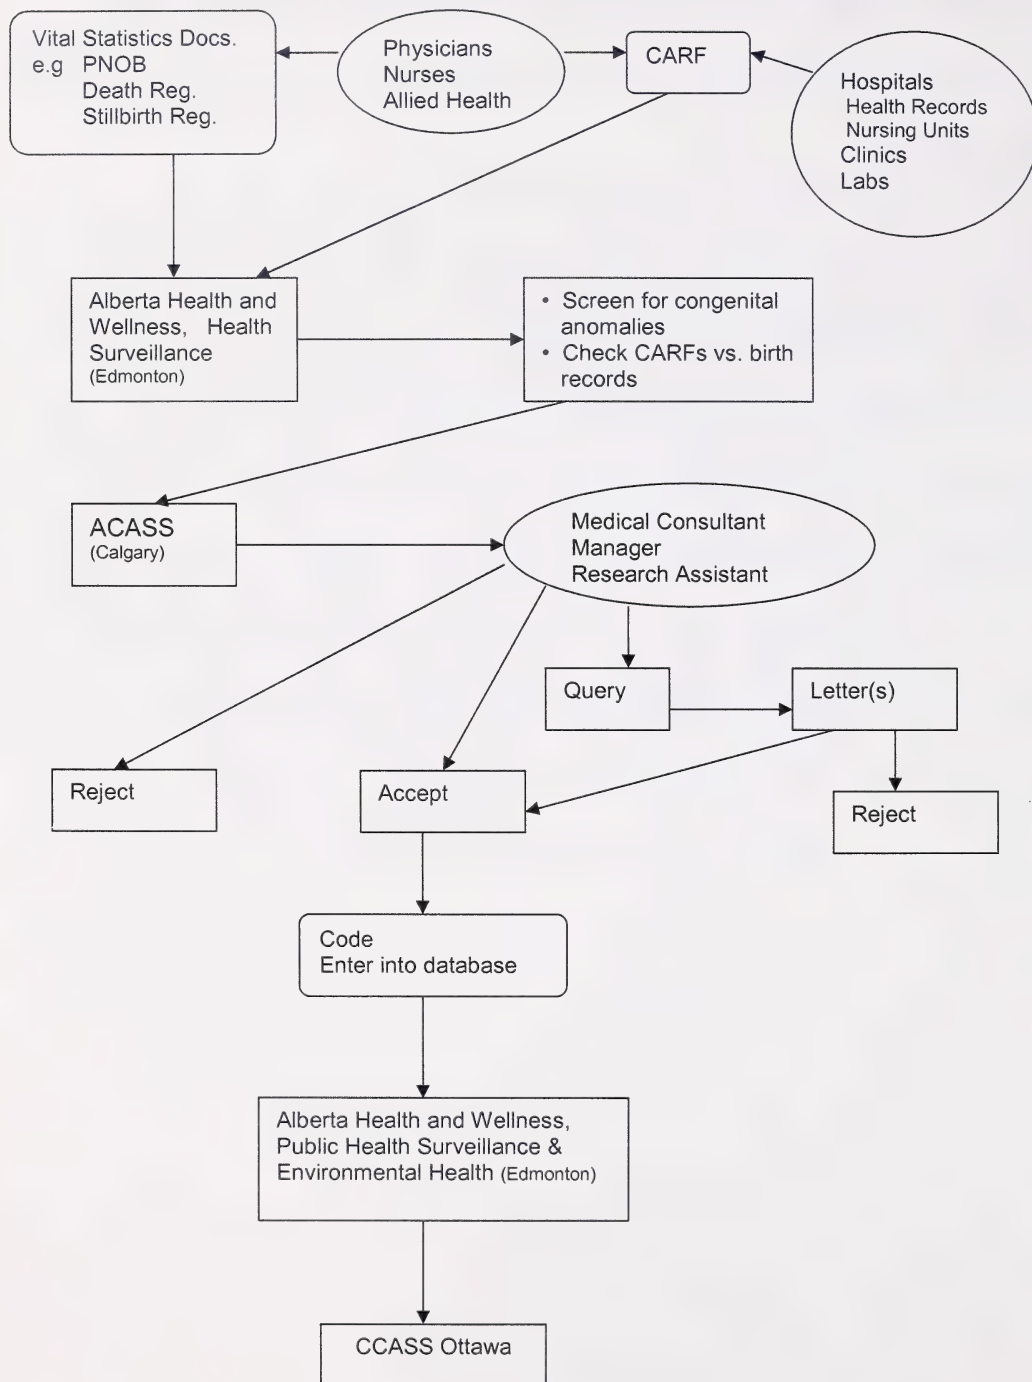 Vital Statistics Docs.
e.g PNOB
Death Reg.
Stillbirth Reg.
Physicians
Nurses
Allied Health
CARF
Hospitals
Health Records
Nursing Units
Clinics
Labs
Alberta Health and
Wellness, Health
Surveillance
(Edmonton)
• Screen for congenital
anomalies
• Check CARFs vs. birth
records
ACASS
(Calgary)
Medical Consultant
Manager
Research Assistant
Query
Letter(s)
Reject
Accept
Reject
Code
Enter into database
Alberta Health and Wellness,
Public Health Surveillance &
Environmental Health (Edmonton)
CCASS Ottawa